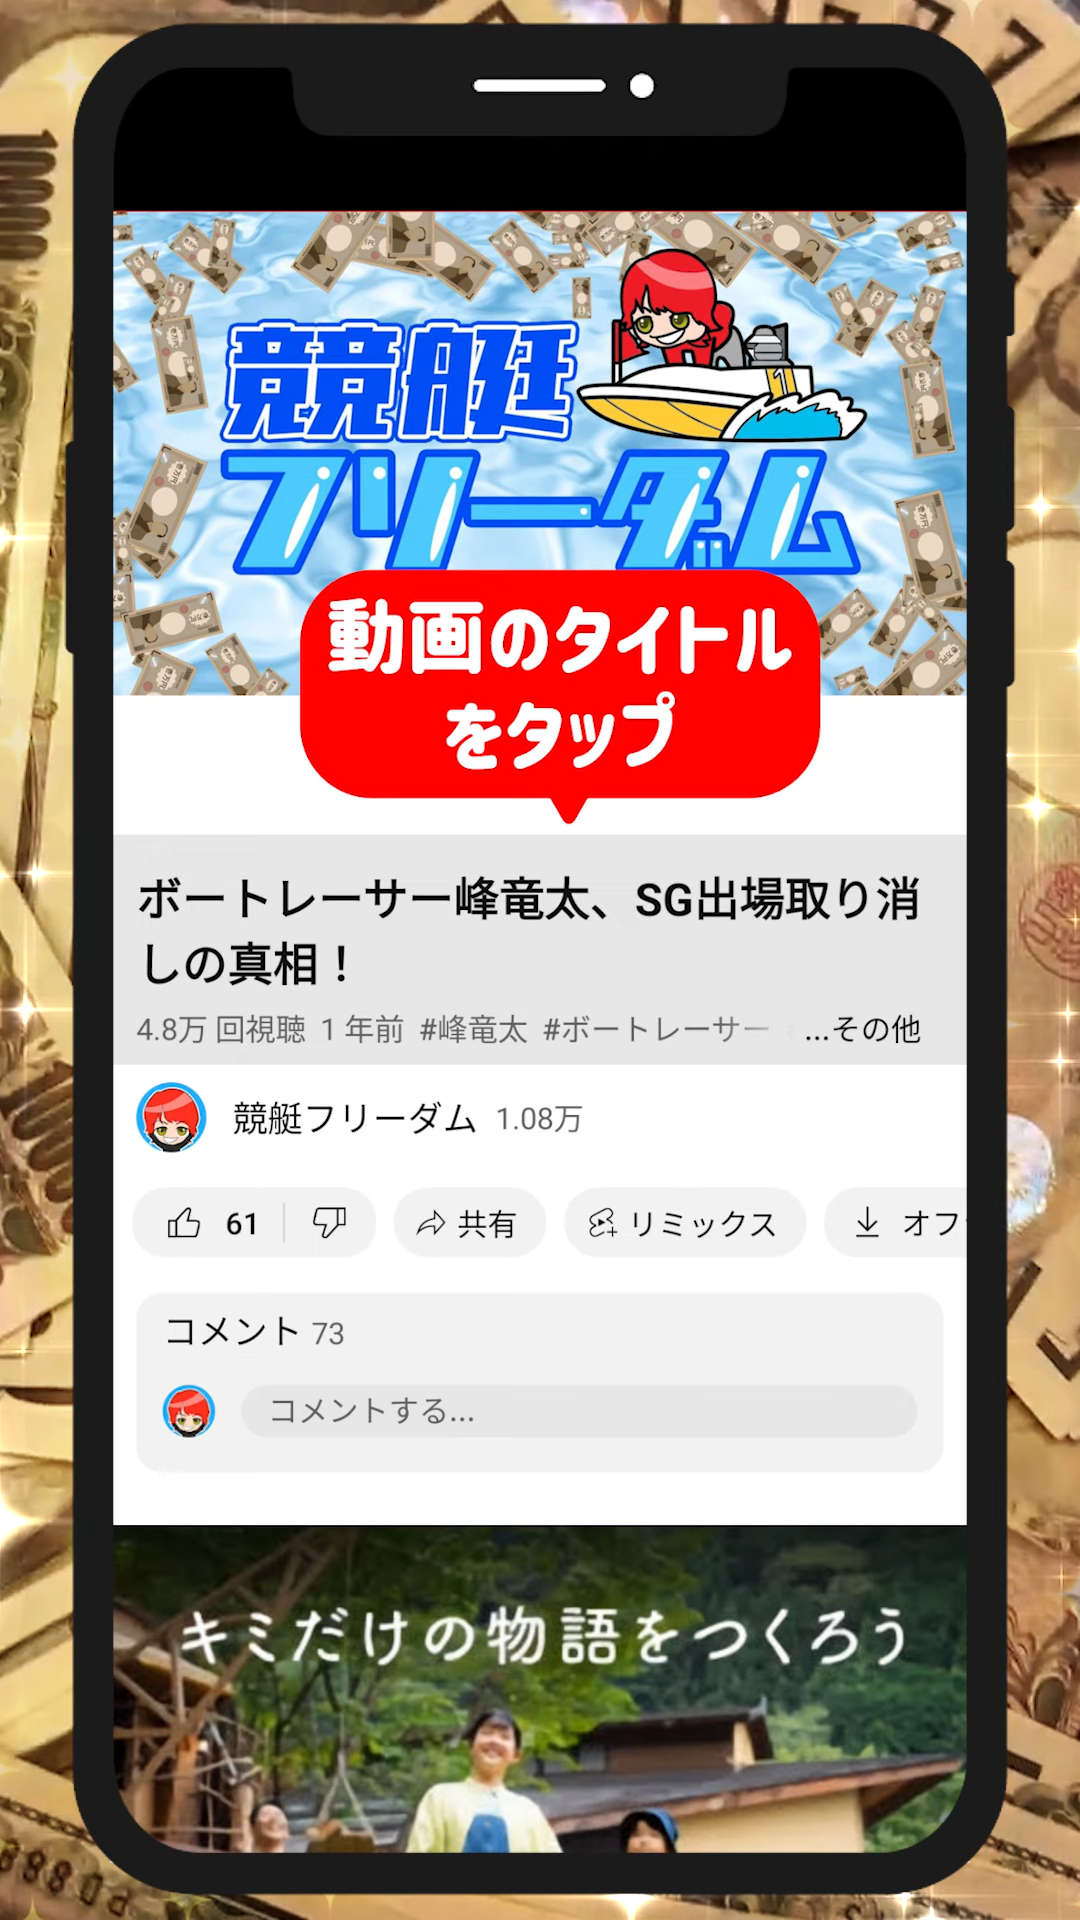 競艇
フリーダム
動画のタイトル
をタップ
ボートレーサー峰竜太、SG出場取り消
しの真相！
4.8万 回視聴 1 年前 #峰竜太 #ボートレーサー ...その他
競艇フリーダム 1.08万
61 共有 リミックス オフ
コメント 73
コメントする...
キミだけの物語をつくろう